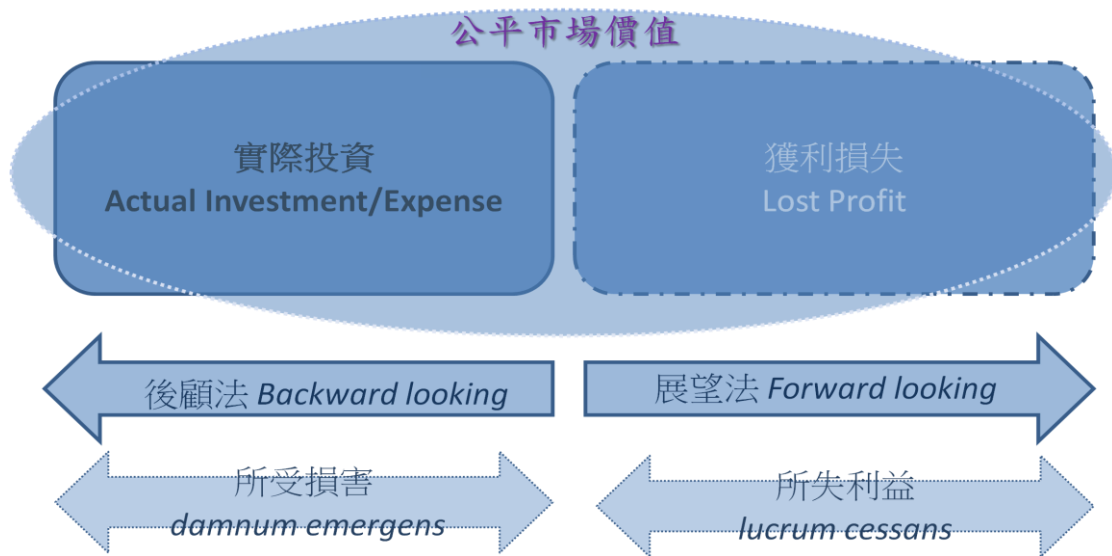 公平市場價值
實際投資
Actual Investment/Expense
獲利損失
Lost Profit
後顧法 Backward looking
展望法 Forward looking
所受損害
damnum emergens
所失利益
lucrum cessans